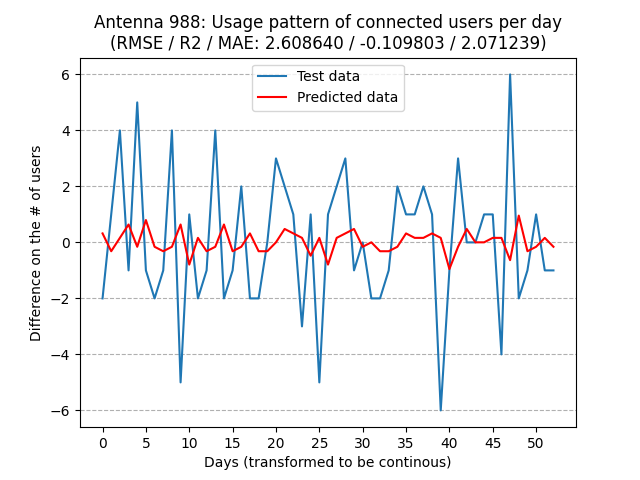 Antenna 988: Usage pattern of connected users per day
(RMSE / R2 / MAE: 2.608640 / -0.109803 / 2.071239)
Test data
Predicted data
Difference on the # of users
6
4
2
0
−2
−4
−6
0 5 10 15 20 25 30 35 40 45 50
Days (transformed to be continous)